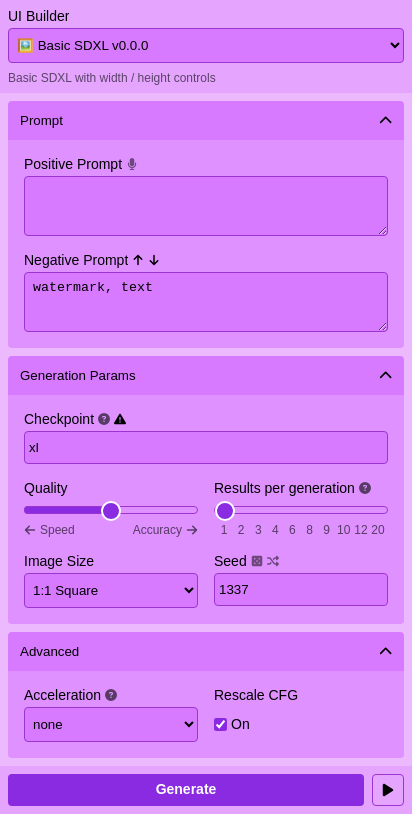 UI Builder
🖼️ Basic SDXL v0.0.0
Basic SDXL with width / height controls
Prompt
Positive Prompt
Negative Prompt ↑ ↓
watermark, text
Generation Params
Checkpoint
xl
Quality Results per generation
← Speed Accuracy → 1 2 3 4 6 8 9 10 12 20
Image Size Seed
1:1 Square 1337
Advanced
Acceleration Rescale CFG
none On
Generate